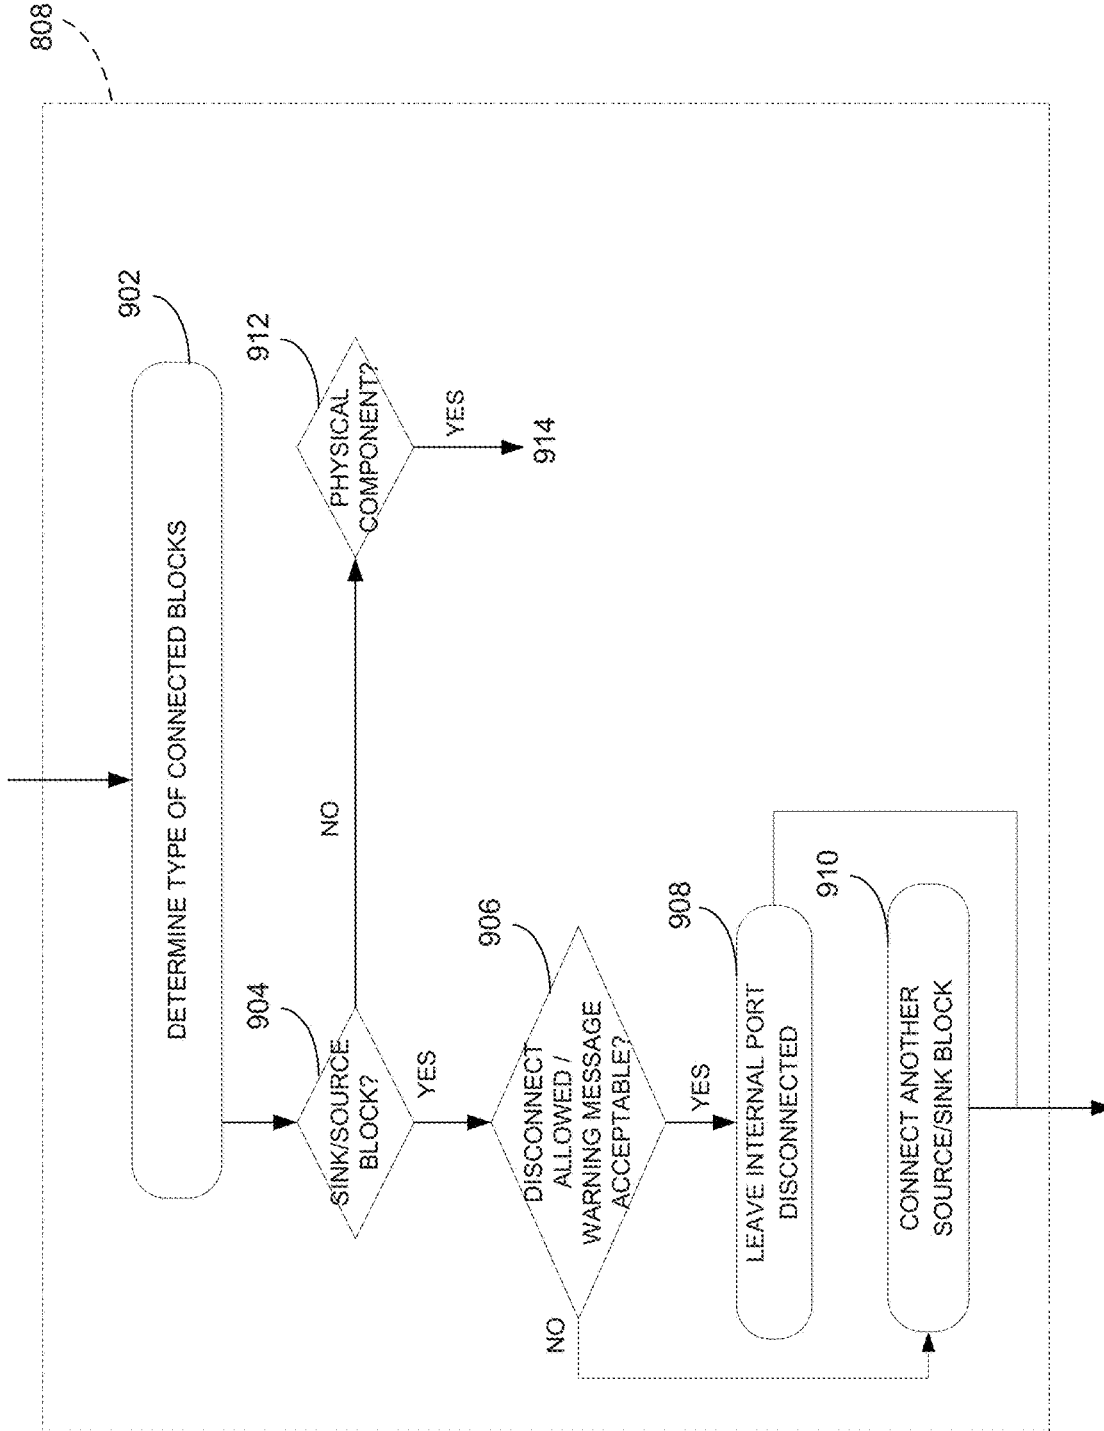 808
902
DETERMINE TYPE OF CONNECTED BLOCKS
904
SINK/SOURCE
BLOCK?
NO
912
PHYSICAL
COMPONENT?
YES
914
YES
906
DISCONNECT
ALLOWED /
WARNING MESSAGE
ACCEPTABLE?
NO
YES
908
LEAVE INTERNAL PORT
DISCONNECTED
910
CONNECT ANOTHER
SOURCE/SINK BLOCK